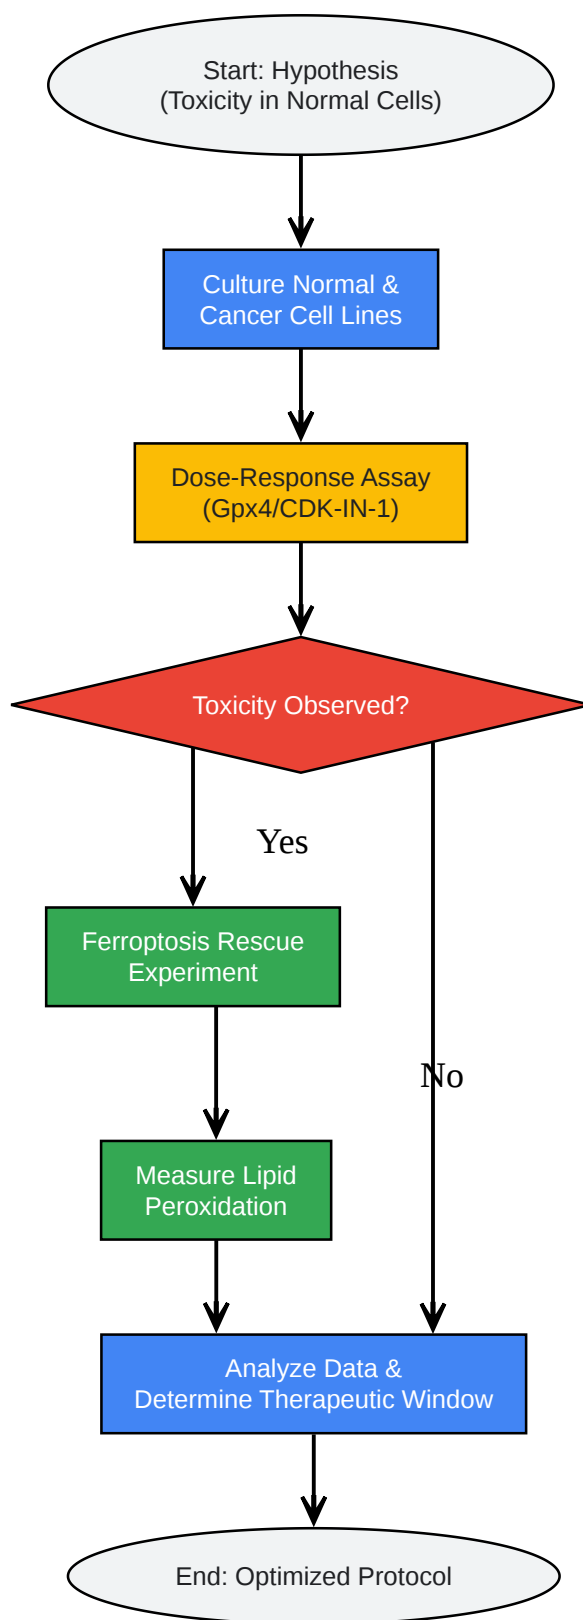 Start: Hypothesis
(Toxicity in Normal Cells)
Culture Normal &
Cancer Cell Lines
Dose-Response Assay
(Gpx4/CDK-IN-1)
Toxicity Observed?
Yes
Ferroptosis Rescue
Experiment
No
Measure Lipid
Peroxidation
Analyze Data &
Determine Therapeutic Window
End: Optimized Protocol